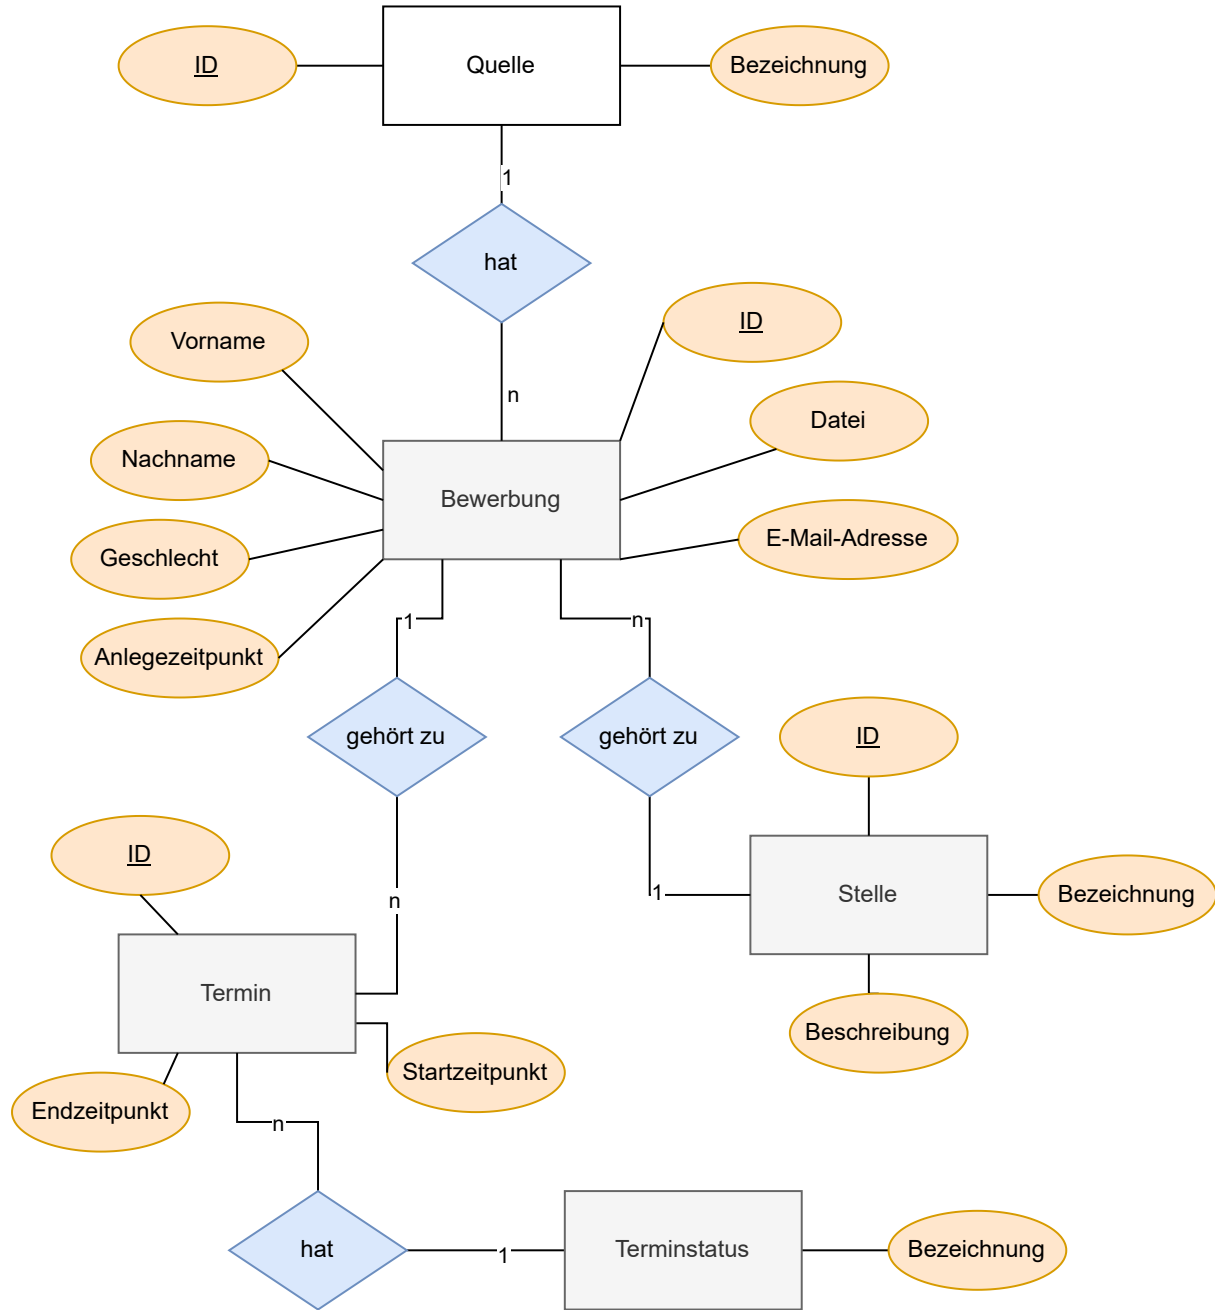 ID
Quelle
Bezeichnung
1
hat
n
ID
Vorname
Datei
Nachname
Bewerbung
E-Mail-Adresse
Geschlecht
Anlegezeitpunkt
1
n
gehört zu
gehört zu
ID
ID
n
1
Stelle
Bezeichnung
Termin
Beschreibung
Startzeitpunkt
Endzeitpunkt
n
hat
1
Terminstatus
Bezeichnung